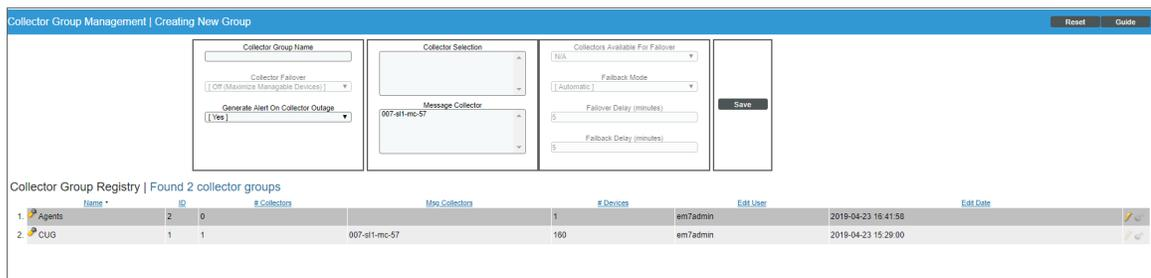 Collector Group Management | Creating New Group Reset Guide
Collector Group Name Collector Selection Collectors Available For Failover
N/A
Collector Failover Failback Mode
[ Off (Maximize Managable Devices) ] [ Automatic ]
Save
Generate Alert On Collector Outage Message Collector Failover Delay (minutes)
[ Yes ] 007-sl1-mc-57 5
Failback Delay (minutes)
5
Collector Group Registry | Found 2 collector groups
Name ID # Collectors Msg Collectors # Devices Edit User Edit Date
1. Agents 2 0 1 em7admin 2019-04-23 16:41:58
2. CUG 1 1 007-sl1-mc-57 160 em7admin 2019-04-23 15:29:00